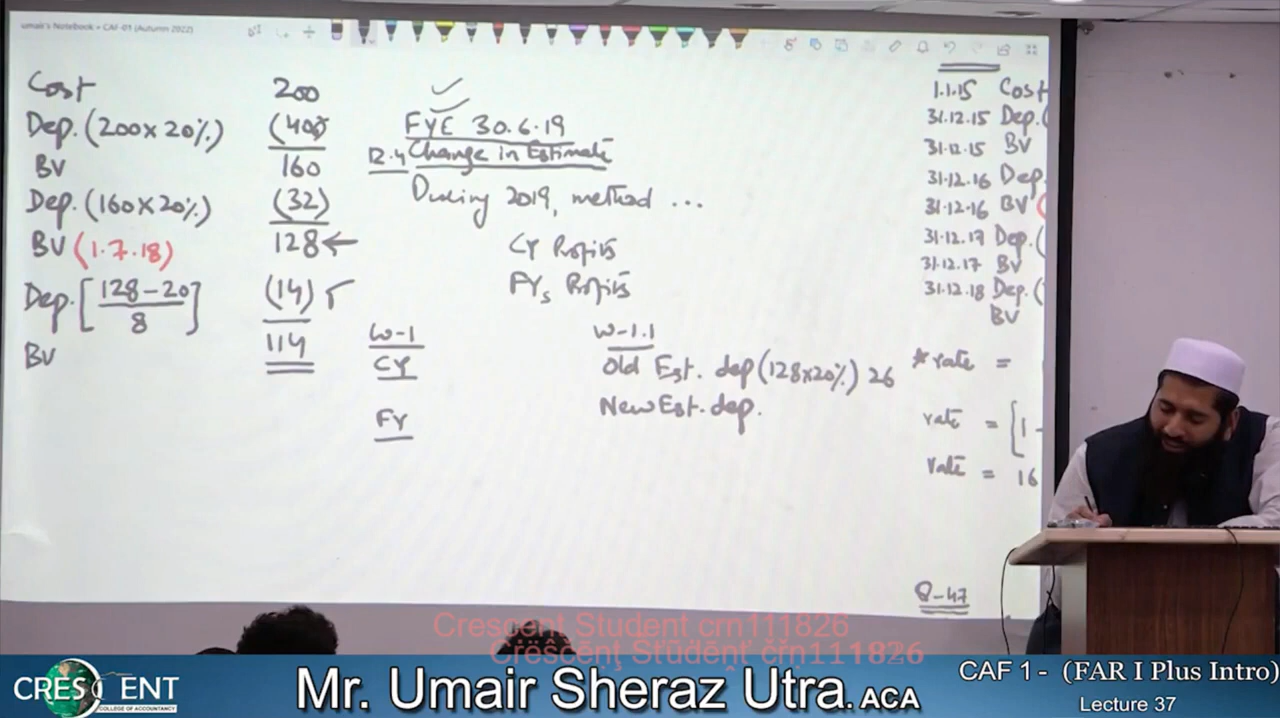 umair's Notebook • CAF-01 (Autumn 2022)
Cost 200
Dep. (200 x 20%) (40)
BV 160
Dep. (160 x 20%) (32)
BV (1.7.18) 128 ←
Dep. [128 - 20 / 8] (14)
BV 114
FYE 30.6.19
12.4 Change in Estimate
During 2019, method ...
CY Profits
FYs Profits
W-1
CY
FY
W-1.1
Old Est. dep (128x20%) 26
New Est. dep.
1.1.15 Cost
31.12.15 Dep. (
31.12.15 BV
31.12.16 Dep.
31.12.16 BV (
31.12.17 Dep. (
31.12.17 BV
31.12.18 Dep. (
BV
* rate =
rate = [1 -
rate = 16
Q-47
Crescent Student crn111826
Crescent Student crn111826
CRESCENT
COLLEGE OF ACCOUNTANCY
Mr. Umair Sheraz Utra. ACA
CAF 1 - (FAR I Plus Intro)
Lecture 37